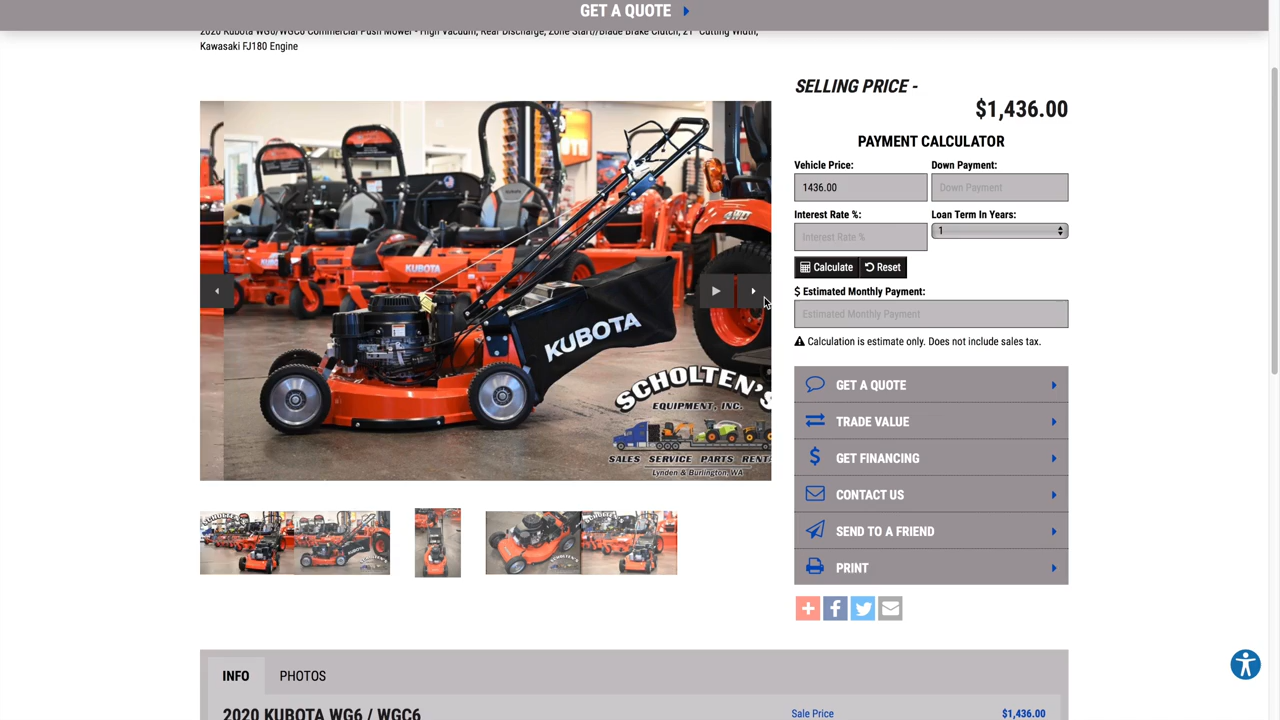 GET A QUOTE
2020 Kubota WG6/WGC6 Commercial Push Mower - High Vacuum, Rear Discharge, Zone Start//Blade Brake Clutch, 21" Cutting Width,
Kawasaki FJ180 Engine
SELLING PRICE -
$1,436.00
PAYMENT CALCULATOR
Vehicle Price:
Down Payment:
1436.00
Down Payment
Interest Rate %:
Loan Term In Years:
Interest Rate %
1
Calculate
Reset
$ Estimated Monthly Payment:
Estimated Monthly Payment
Calculation is estimate only. Does not include sales tax.
KUBOTA
4WD
KUBOTA
SCHOLTEN'S
EQUIPMENT, INC.
SALES SERVICE PARTS RENTA
Lynden & Burlington, WA
GET A QUOTE
TRADE VALUE
GET FINANCING
CONTACT US
SEND TO A FRIEND
PRINT
INFO
PHOTOS
2020 KUBOTA WG6 / WGC6
Sale Price
$1,436.00